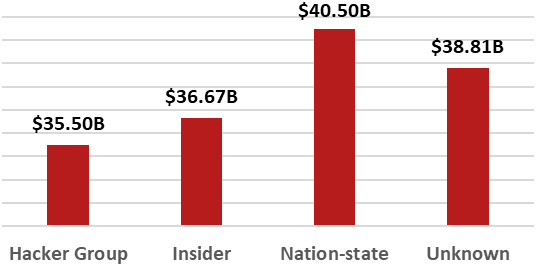 $40.50B
$38.81B
$36.67B
$35.50B
Hacker Group Insider Nation-state Unknown